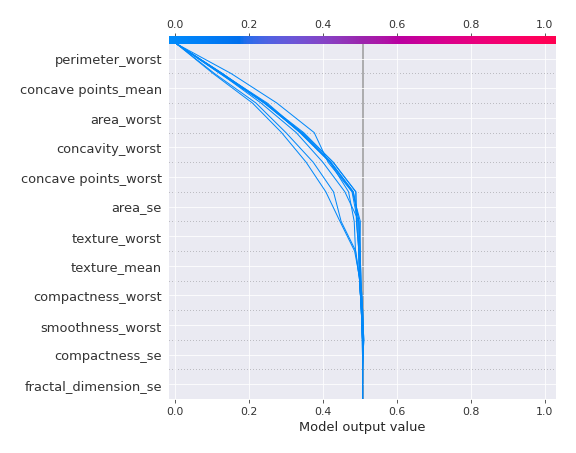 0.0 0.2 0.4 0.6 0.8 1.0
perimeter_worst
concave points_mean
area_worst
concavity_worst
concave points_worst
area_se
texture_worst
texture_mean
compactness_worst
smoothness_worst
compactness_se
fractal_dimension_se
0.0 0.2 0.4 0.6 0.8 1.0
Model output value